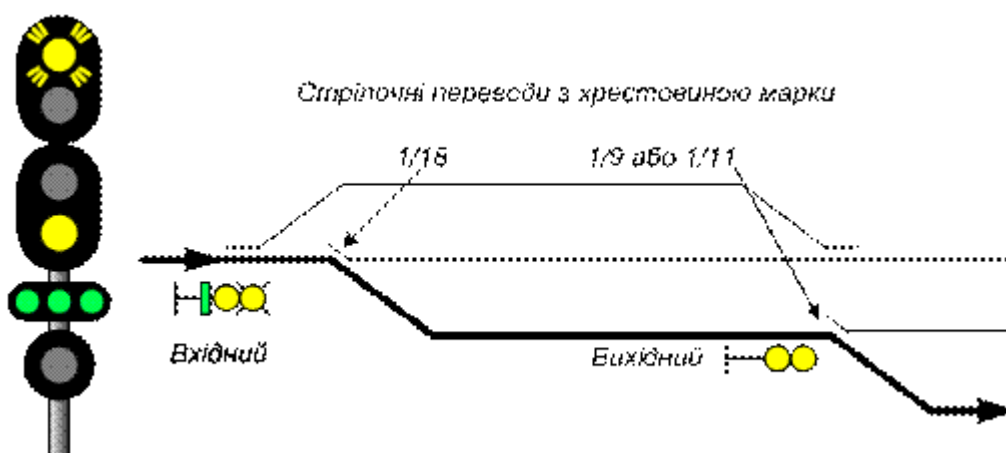 Стрілочні переводи з хрестовиною марки
1/18 1/9 або 1/11
Вхідний
Вихідний